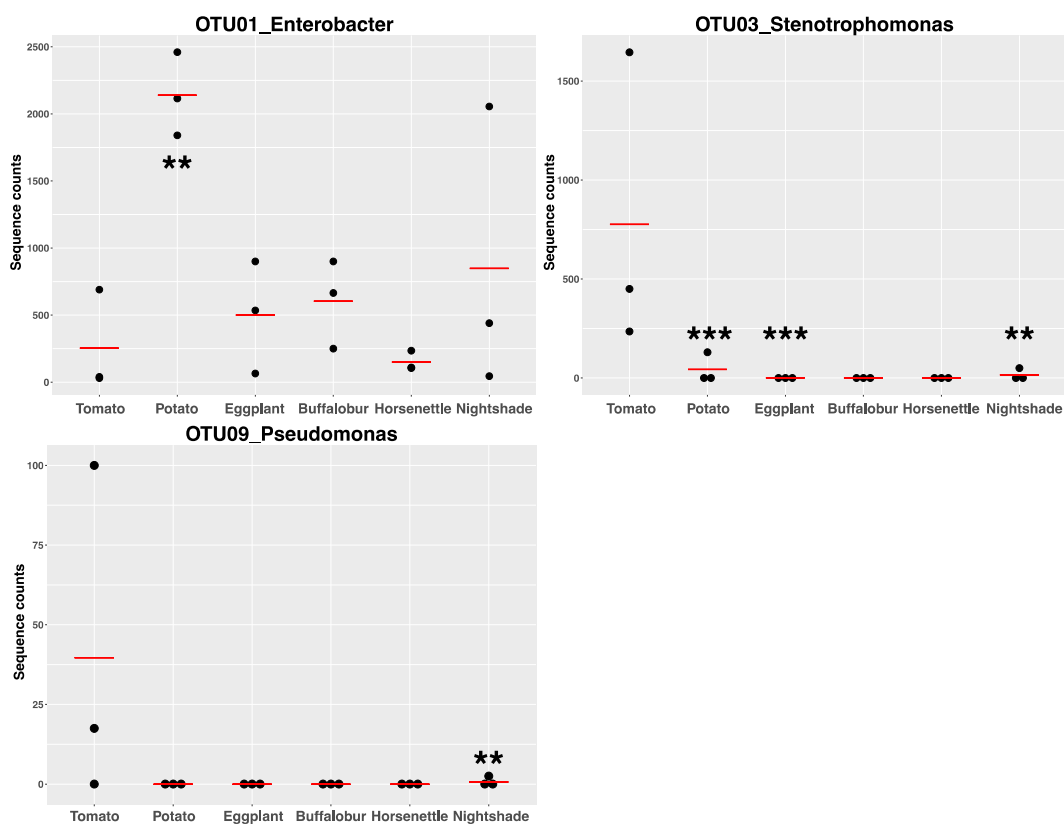 OTU01_Enterobacter
Sequence counts
2500
2000
1500
1000
500
0
**
Tomato Potato Eggplant Buffalobur Horsenettle Nightshade
OTU03_Stenotrophomonas
Sequence counts
1500
1000
500
0
*** *** **
Tomato Potato Eggplant Buffalobur Horsenettle Nightshade
OTU09_Pseudomonas
Sequence counts
100
75
50
25
0
**
Tomato Potato Eggplant Buffalobur Horsenettle Nightshade